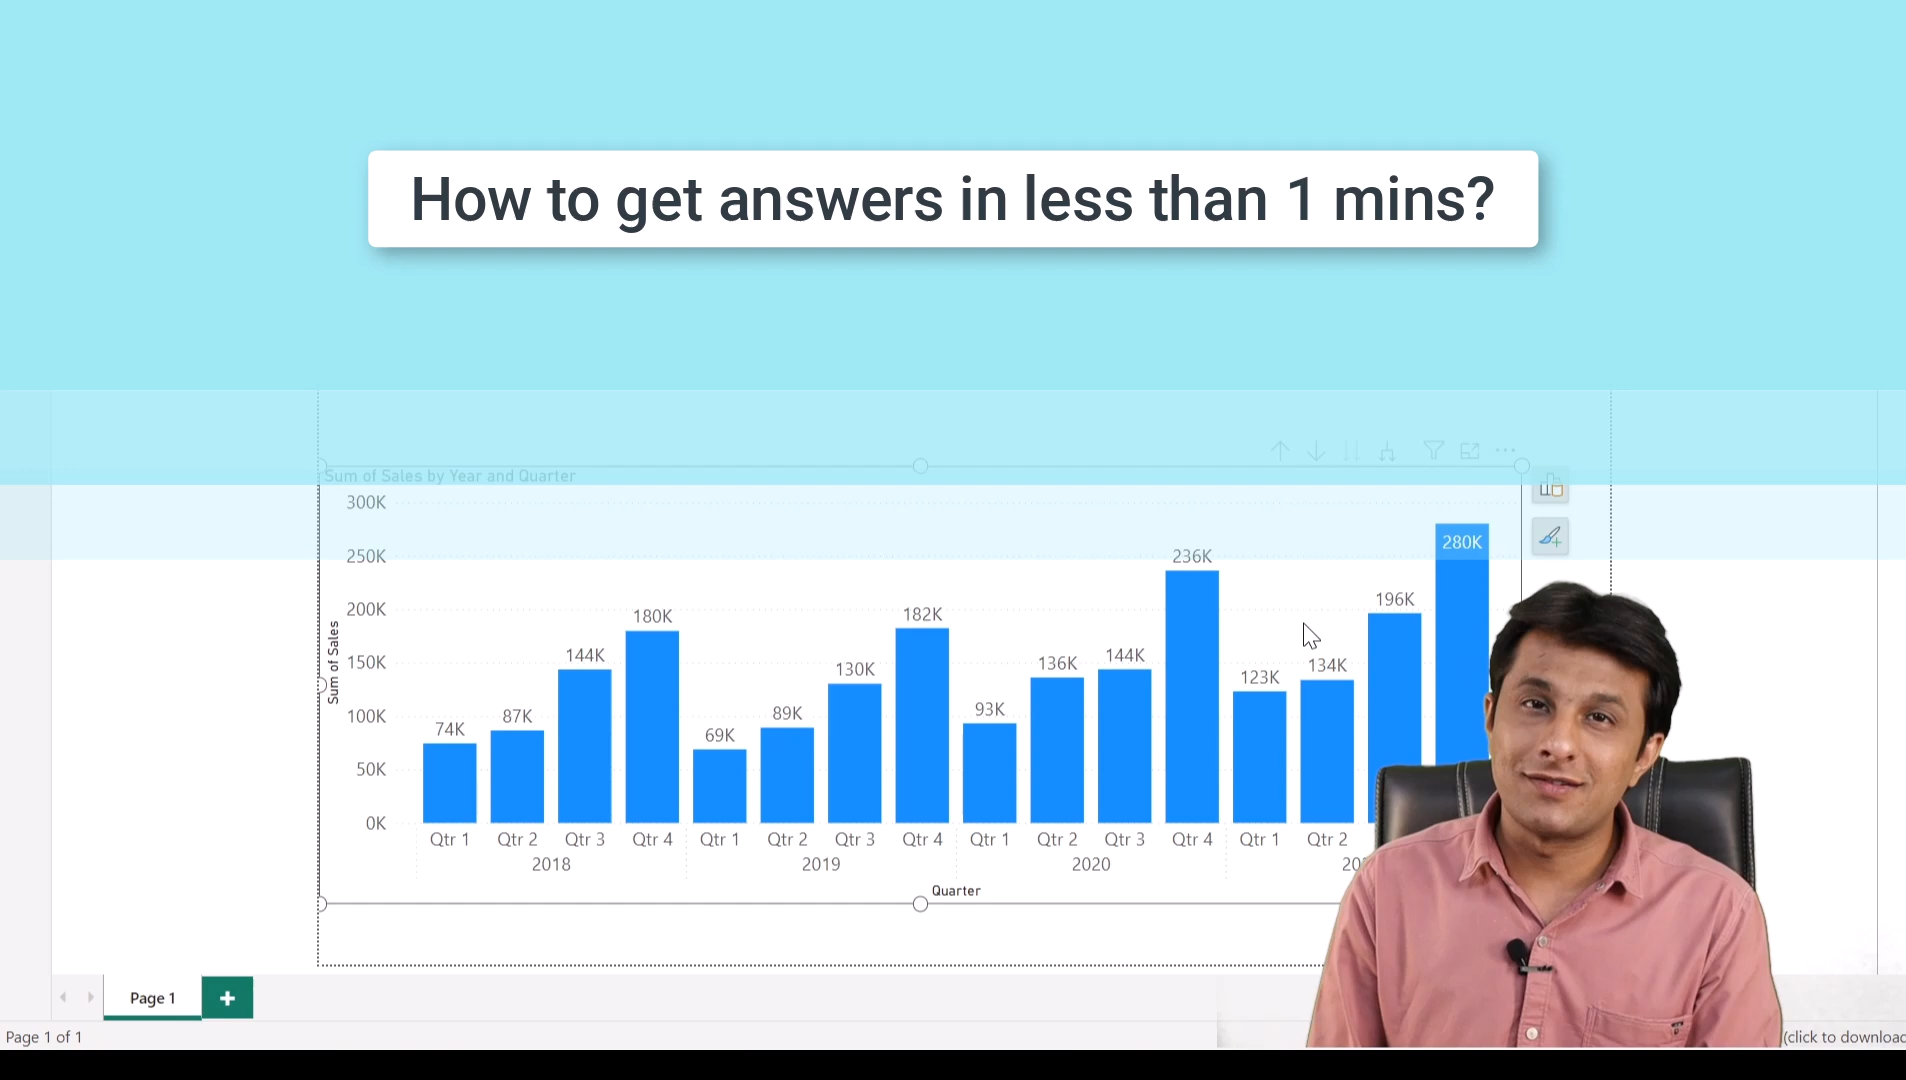 How to get answers in less than 1 mins?
Sum of Sales by Year and Quarter
300K
250K
200K
150K
100K
50K
0K
Sum of Sales
74K
87K
144K
180K
69K
89K
130K
182K
93K
136K
144K
236K
123K
134K
196K
280K
Qtr 1 Qtr 2 Qtr 3 Qtr 4 Qtr 1 Qtr 2 Qtr 3 Qtr 4 Qtr 1 Qtr 2 Qtr 3 Qtr 4 Qtr 1 Qtr 2
2018 2019 2020
Quarter
Page 1
Page 1 of 1
(click to download